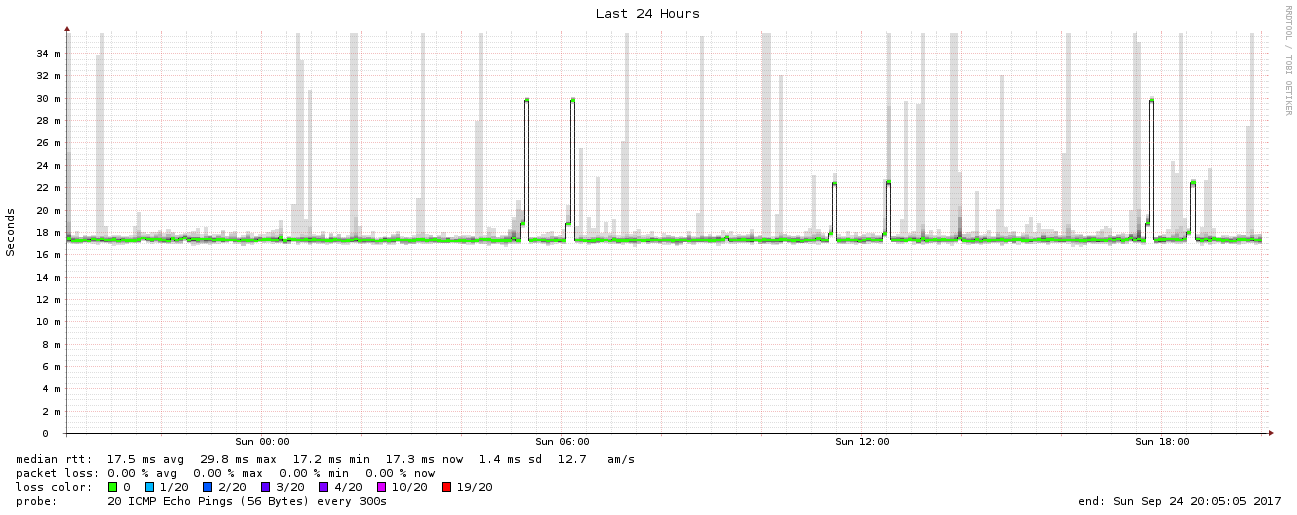 Last 24 Hours
RRDTOOL / TOBI OETIKER
Seconds
34 m
32 m
30 m
28 m
26 m
24 m
22 m
20 m
18 m
16 m
14 m
12 m
10 m
8 m
6 m
4 m
2 m
0
Sun 00:00 Sun 06:00 Sun 12:00 Sun 18:00
median rtt: 17.5 ms avg 29.8 ms max 17.2 ms min 17.3 ms now 1.4 ms sd 12.7 am/s
packet loss: 0.00 % avg 0.00 % max 0.00 % min 0.00 % now
loss color: 0 1/20 2/20 3/20 4/20 10/20 19/20
probe: 20 ICMP Echo Pings (56 Bytes) every 300s end: Sun Sep 24 20:05:05 2017